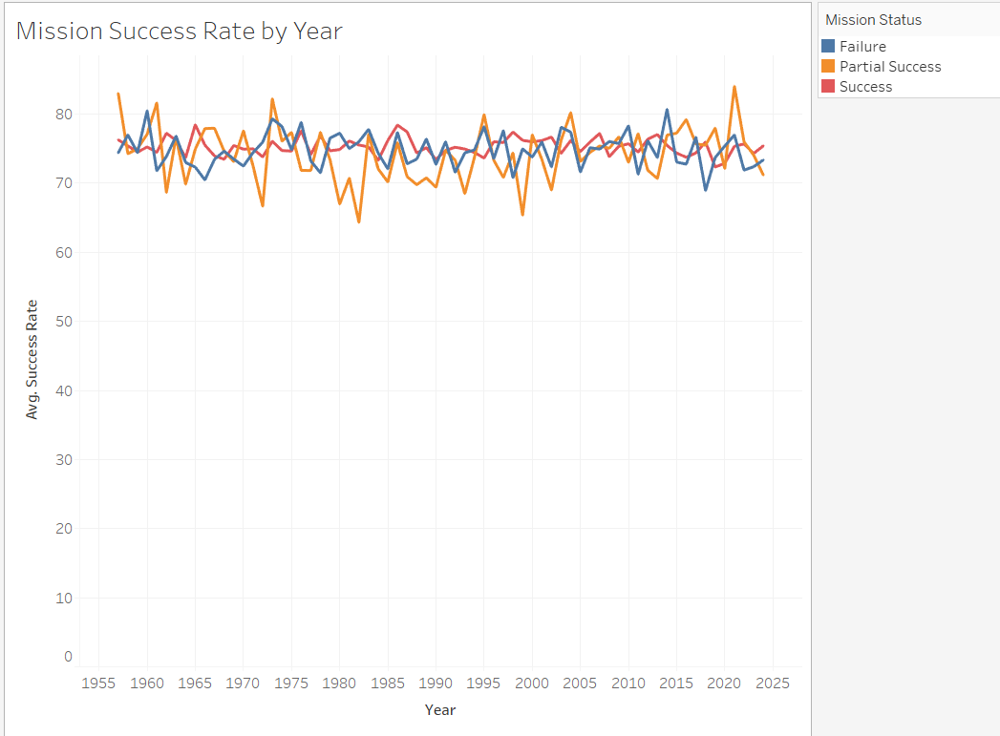 Mission Success Rate by Year
Mission Status
Failure
Partial Success
Success
Avg. Success Rate
80
70
60
50
40
30
20
10
0
1955 1960 1965 1970 1975 1980 1985 1990 1995 2000 2005 2010 2015 2020 2025
Year